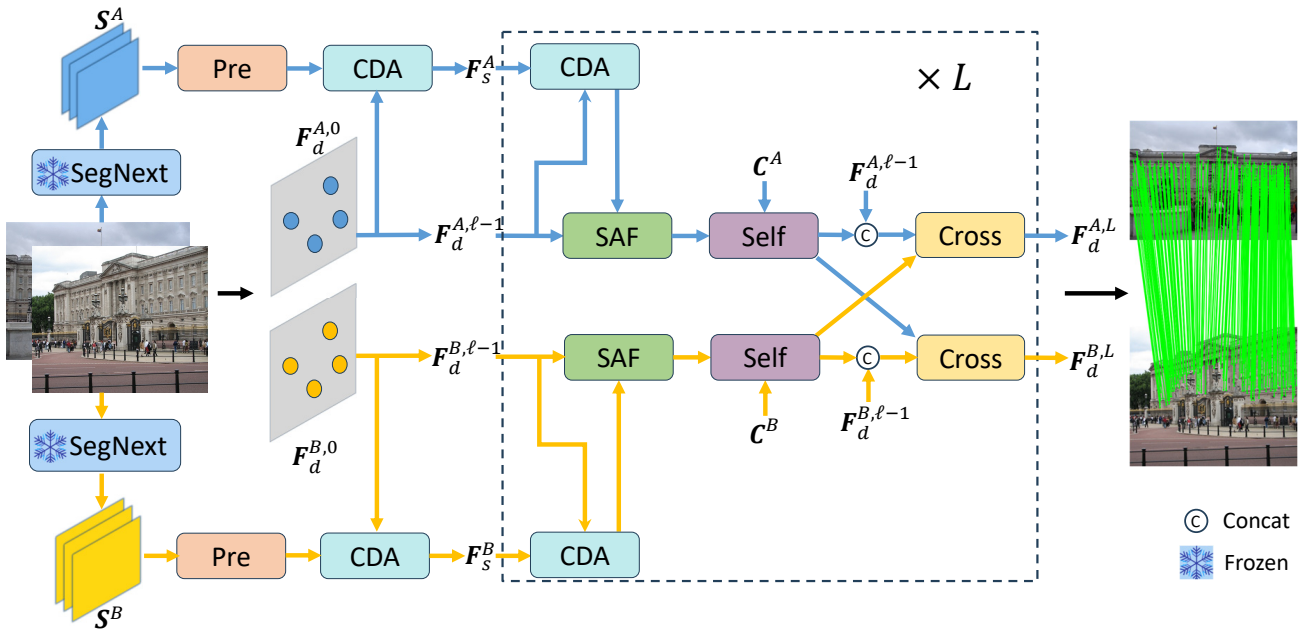 S^A
Pre
CDA
F_s^A
CDA
× L
SegNext
F_d^{A,0}
C^A
F_d^{A,ℓ−1}
F_d^{A,ℓ−1}
SAF
Self
C
Cross
F_d^{A,L}
F_d^{B,ℓ−1}
SAF
Self
C
Cross
F_d^{B,L}
C^B
F_d^{B,ℓ−1}
SegNext
F_d^{B,0}
Pre
CDA
F_s^B
CDA
S^B
C Concat
Frozen